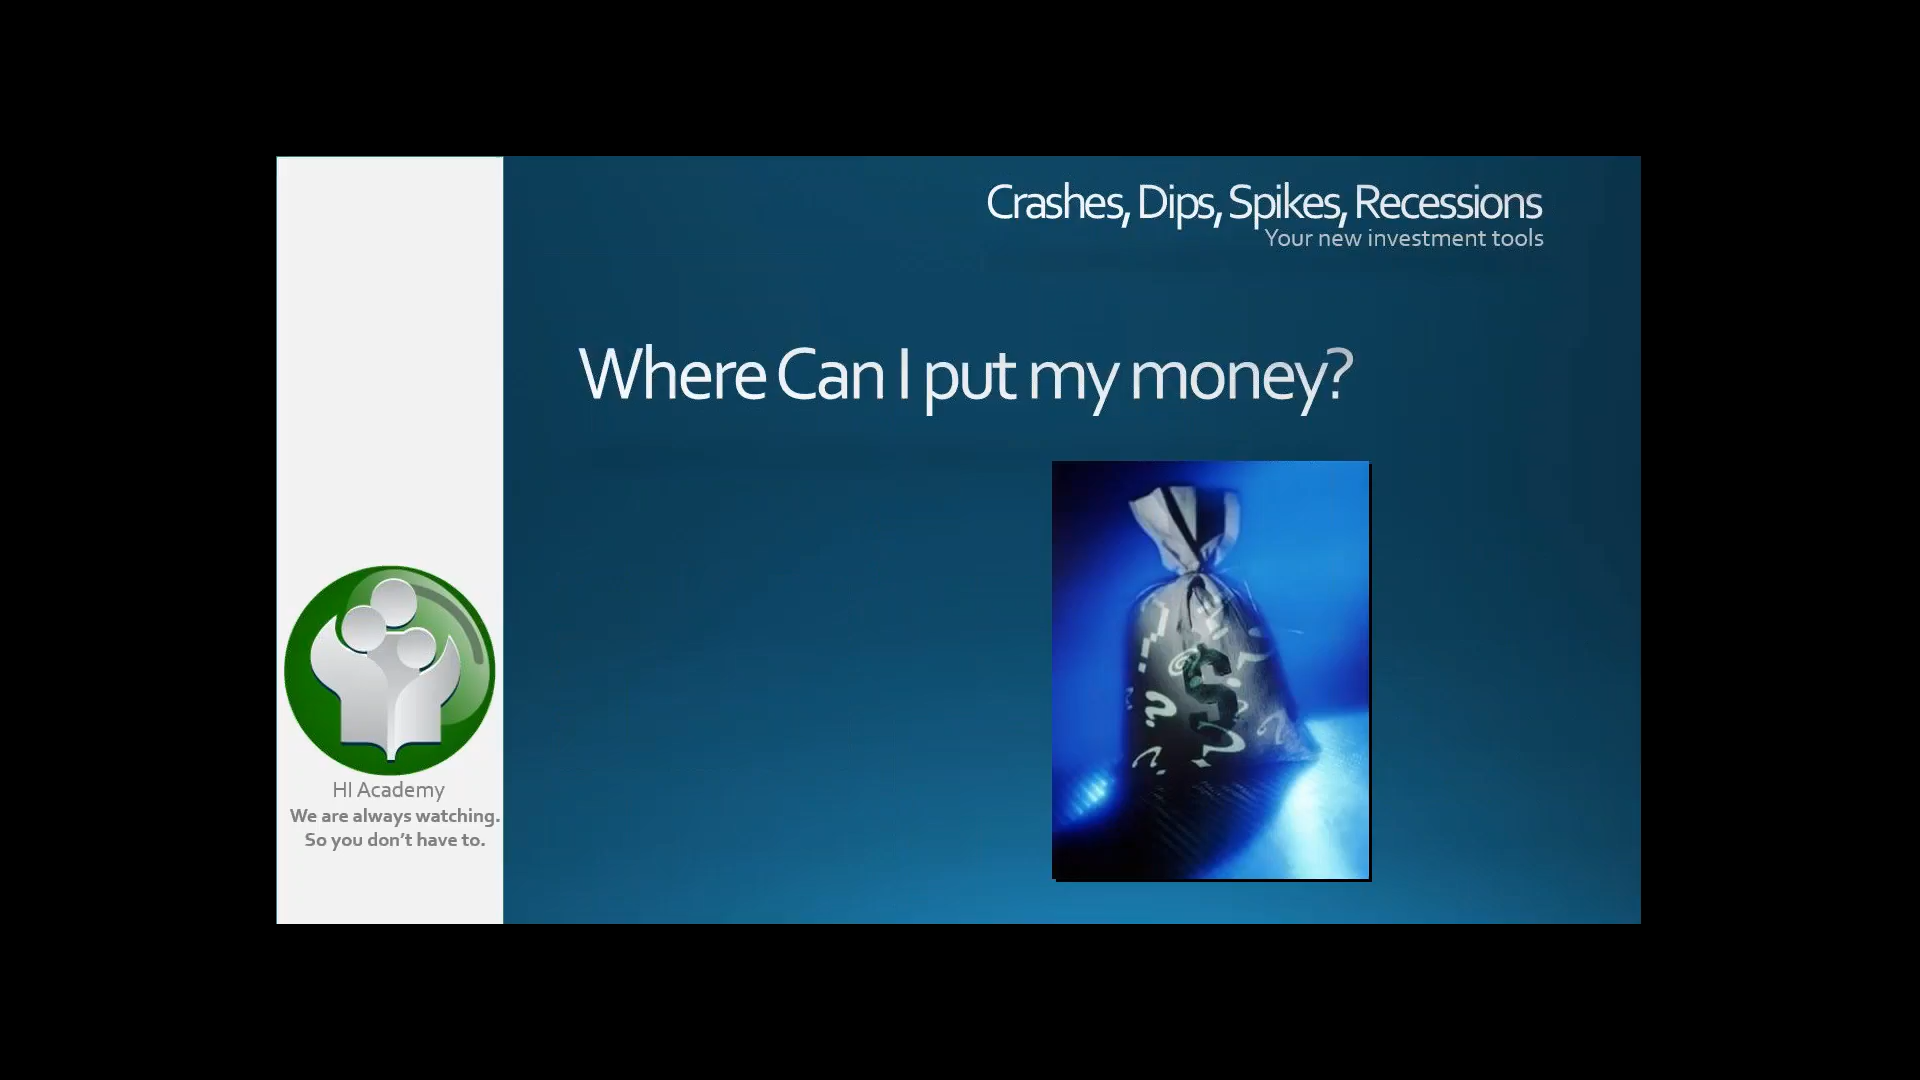 Crashes, Dips, Spikes, Recessions
Your new investment tools
Where Can I put my money?
$
HI Academy
We are always watching.
So you don't have to.